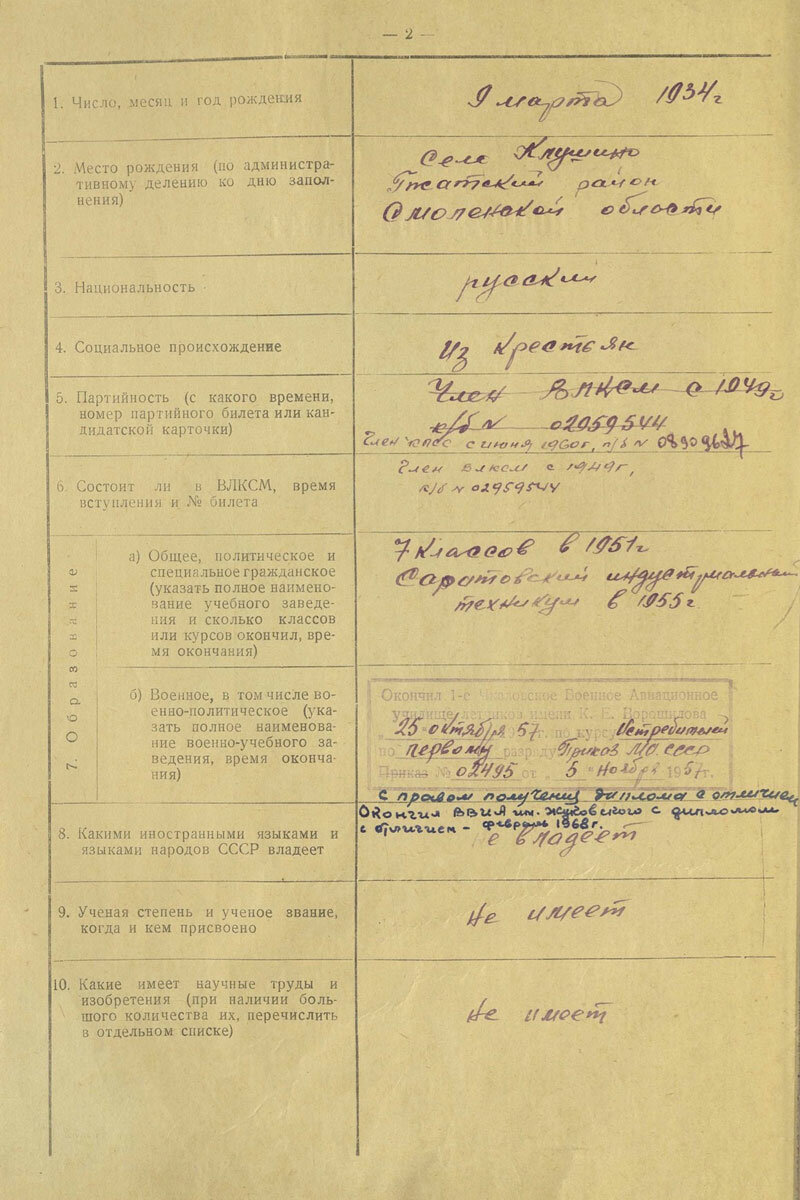 — 2 —
1. Число, месяц и год рождения
9 марта 1934г
2. Место рождения (по административному делению ко дню заполнения)
Село Клушино
Гжатский район
Смоленской области
3. Национальность
русский
4. Социальное происхождение
Из крестьян
5. Партийность (с какого времени,
номер партийного билета или кан-
дидатской карточки)
Член ВЛКСМ с 1949г,
к/б № 02959544
Член КПСС с июня 1960г, п/б №
6. Состоит ли в ВЛКСМ, время
вступления и № билета
Член ВЛКСМ с 1949г,
к/б № 02959544
7. Образование
а) Общее, политическое и
специальное гражданское
(указать полное наимено-
вание учебного заведе-
ния и сколько классов
или курсов окончил, вре-
мя окончания)
7 классов в 1951г.
Саратовский индустриальный
техникум в 1955г
б) Военное, в том числе во-
енно-политическое (ука-
зать полное наименова-
ние военно-учебного за-
ведения, время оконча-
ния)
Окончил 1-е Чкаловское Военное Авиационное
училище летчиков имени К. Е. Ворошилова
„25 октября 57г. по курсу Истребителей
по первому разряду Приказ МО СССР
Приказ № 02495 от „5" Ноября 1957г.
с правом получения диплома с отличием
Окончил ВВИА им. Жуковского с дипломом
с отличием – февраль 1968г.
8. Какими иностранными языками и
языками народов СССР владеет
е владеет
9. Ученая степень и ученое звание,
когда и кем присвоено
Не имеет
10. Какие имеет научные труды и
изобретения (при наличии боль-
шого количества их, перечислить
в отдельном списке)
Не имеет